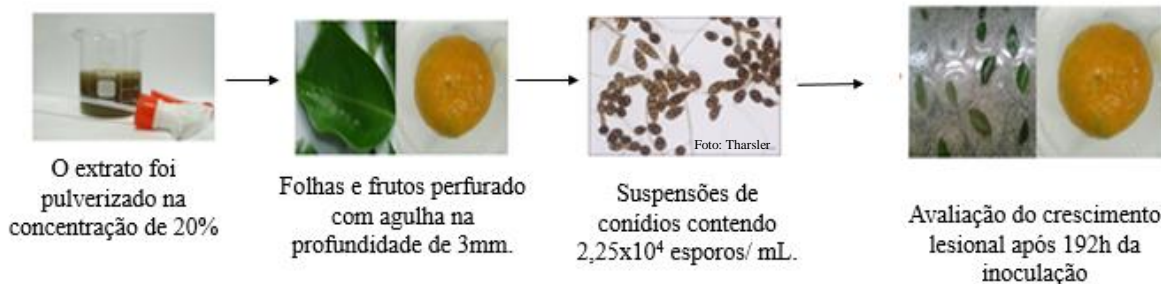 Foto: Tharsler
O extrato foi
pulverizado na
concentração de 20%
Folhas e frutos perfurado
com agulha na
profundidade de 3mm.
Suspensões de
conídios contendo
2,25x10⁴ esporos/ mL.
Avaliação do crescimento
lesional após 192h da
inoculação